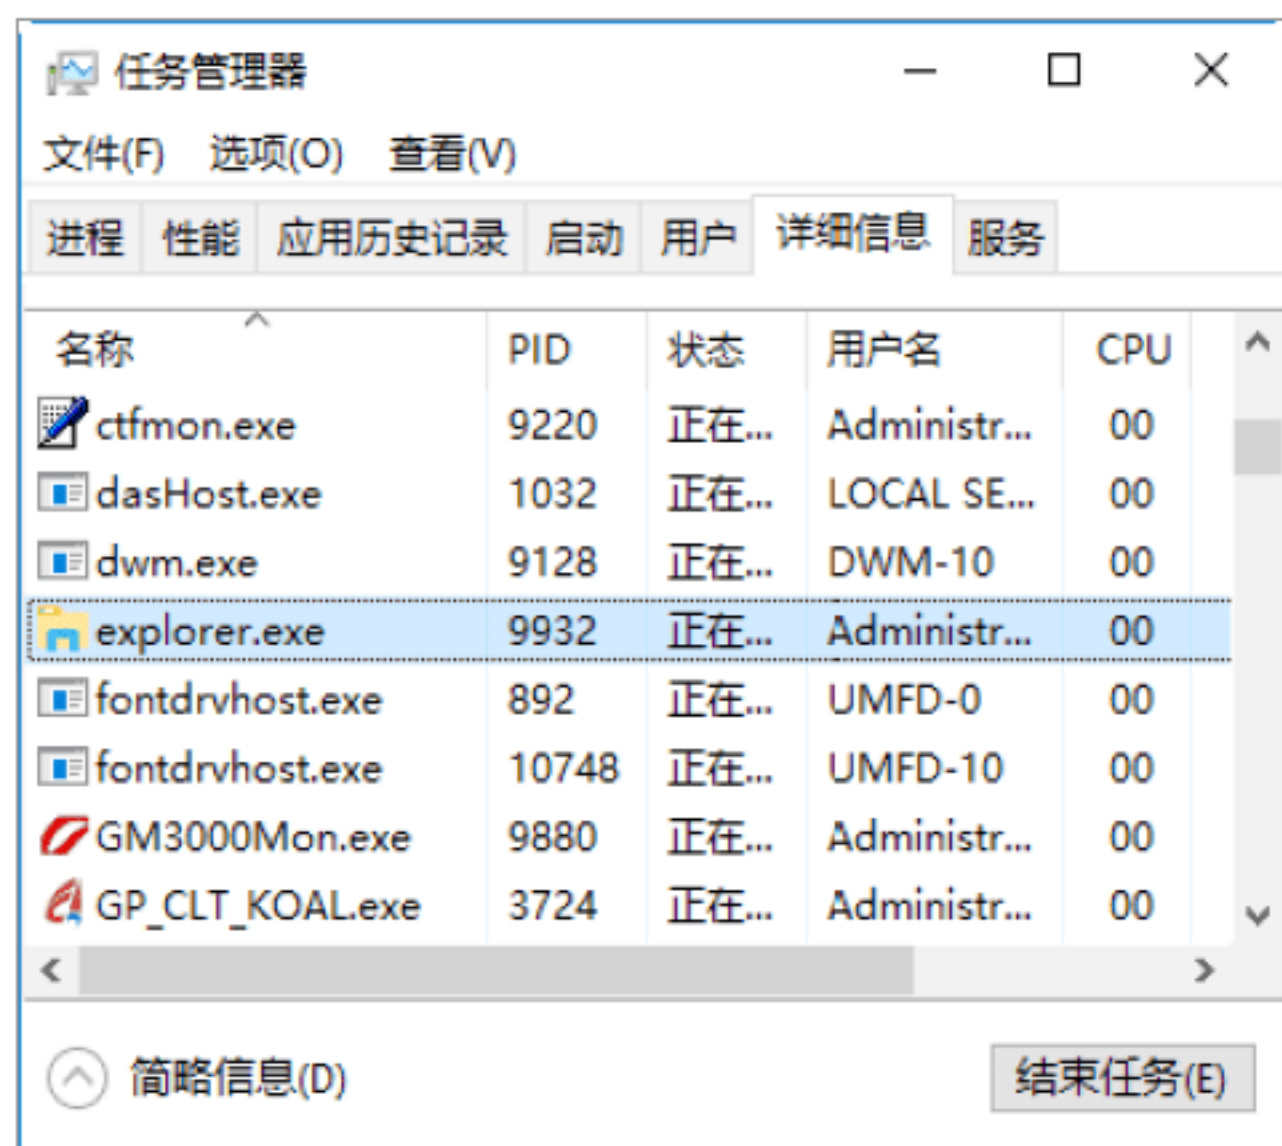 任务管理器
文件(F) 选项(O) 查看(V)
进程 性能 应用历史记录 启动 用户 详细信息 服务
名称 PID 状态 用户名 CPU
ctfmon.exe 9220 正在... Administr... 00
dasHost.exe 1032 正在... LOCAL SE... 00
dwm.exe 9128 正在... DWM-10 00
explorer.exe 9932 正在... Administr... 00
fontdrvhost.exe 892 正在... UMFD-0 00
fontdrvhost.exe 10748 正在... UMFD-10 00
GM3000Mon.exe 9880 正在... Administr... 00
GP_CLT_KOAL.exe 3724 正在... Administr... 00
简略信息(D) 结束任务(E)